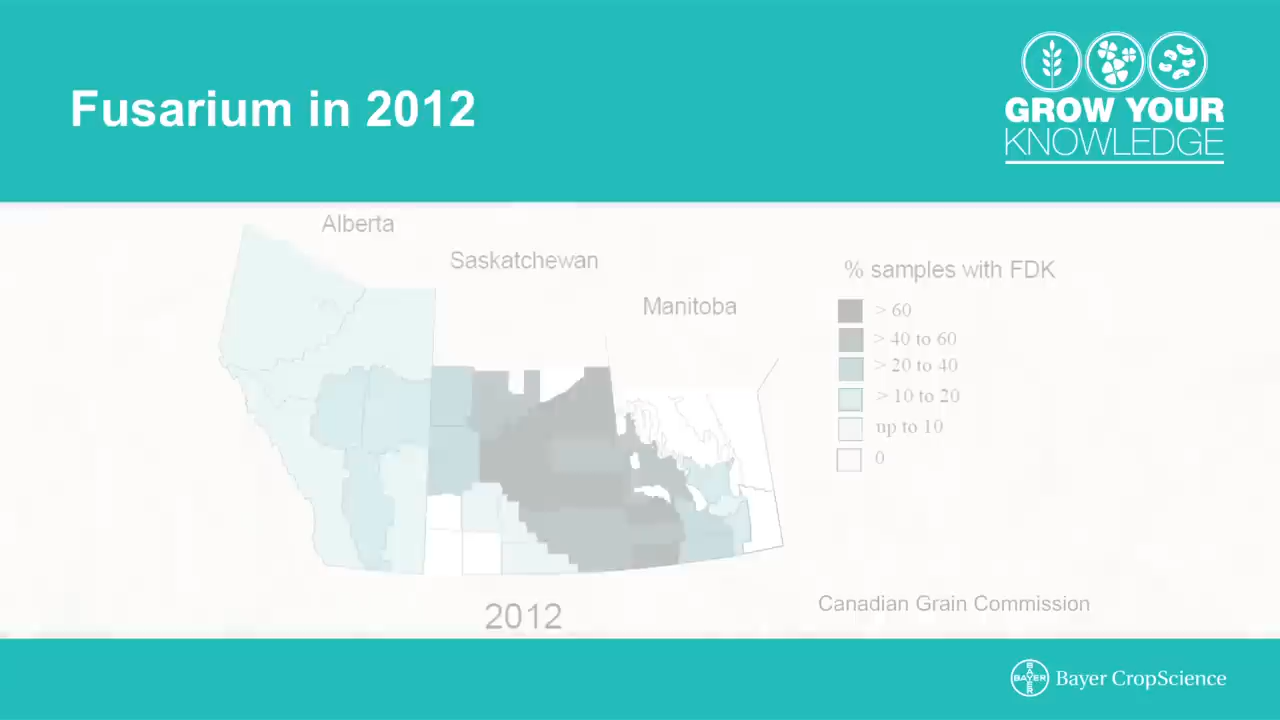 Fusarium in 2012
GROW YOUR
KNOWLEDGE
Alberta
Saskatchewan
Manitoba
% samples with FDK
> 60
> 40 to 60
> 20 to 40
> 10 to 20
up to 10
0
2012
Canadian Grain Commission
BAYER
BAYER
Bayer CropScience